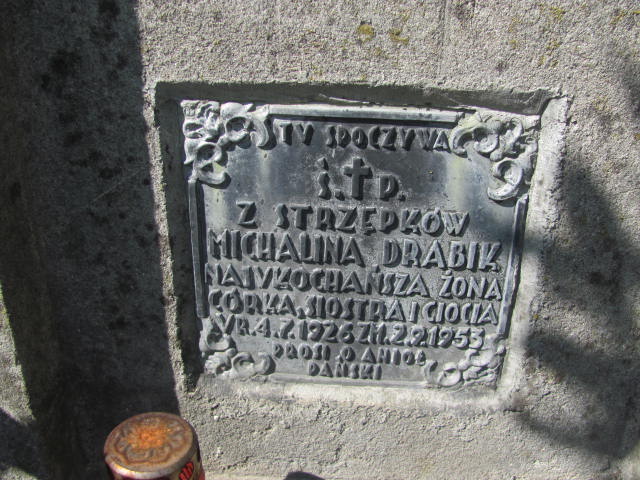 TU SPOCZYWA
Ś.†P.
Z STRZĘPKÓW
MICHALINA DRABIK
NAJUKOCHAŃSZA ŻONA
CÓRKA, SIOSTRA I CIOCIA
UR.4.7.1926 ZM.2.9.1953
PROSI O ANIOŁ
PAŃSKI